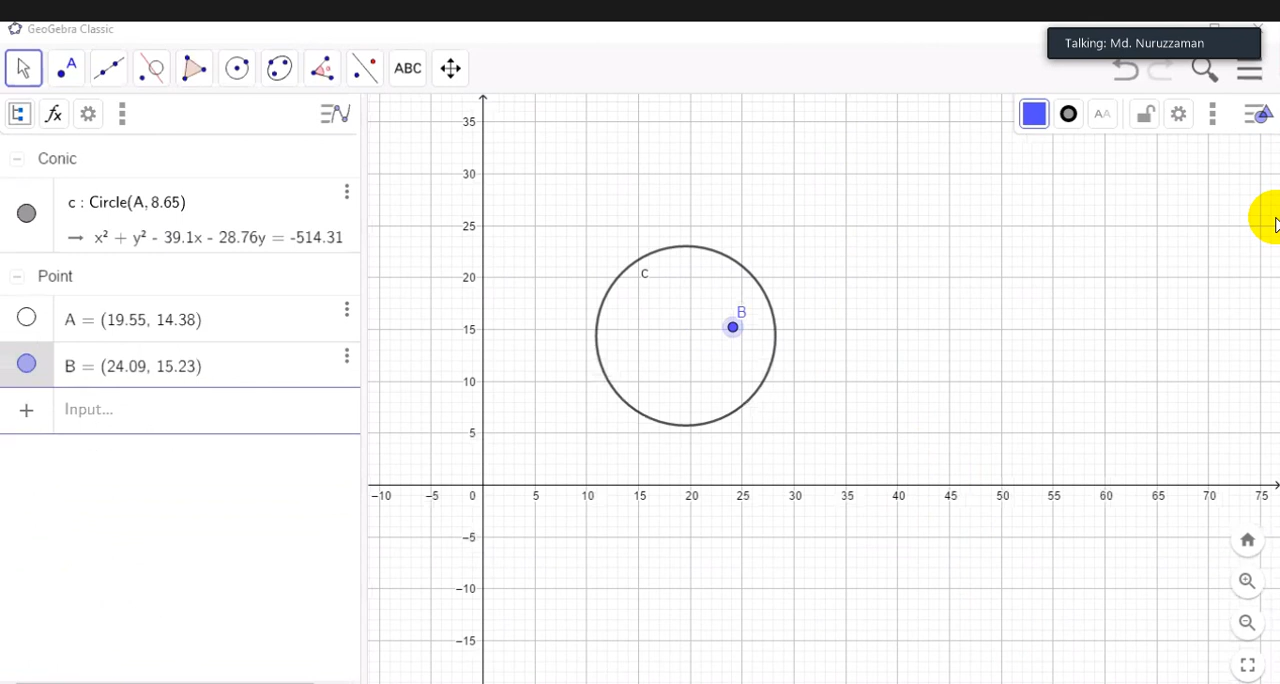 GeoGebra Classic
Talking: Md. Nuruzzaman
ABC
fx
AA
Conic
c : Circle(A, 8.65)
→ x² + y² - 39.1x - 28.76y = -514.31
Point
A = (19.55, 14.38)
B = (24.09, 15.23)
+ Input...
35
30
25
20
15
10
5
c
B
-10 -5 0 5 10 15 20 25 30 35 40 45 50 55 60 65 70 75
-5
-10
-15